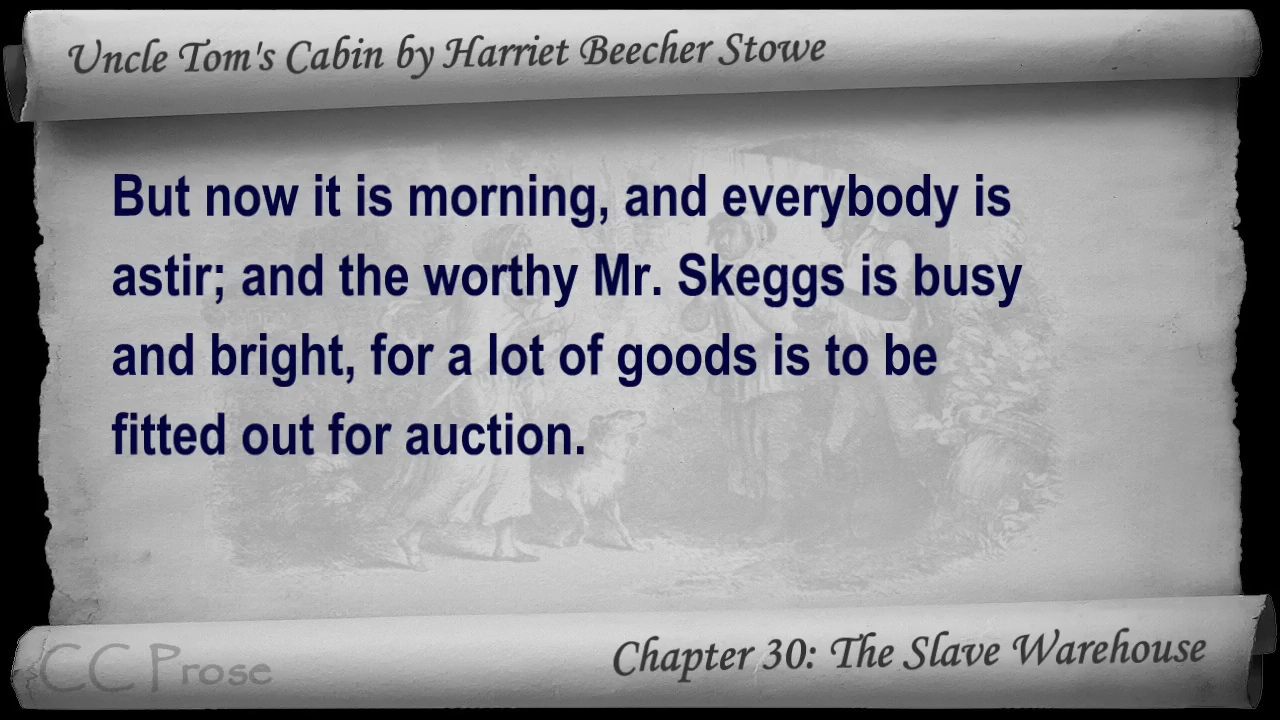 Uncle Tom's Cabin by Harriet Beecher Stowe
But now it is morning, and everybody is
astir; and the worthy Mr. Skeggs is busy
and bright, for a lot of goods is to be
fitted out for auction.
CC Prose
Chapter 30: The Slave Warehouse